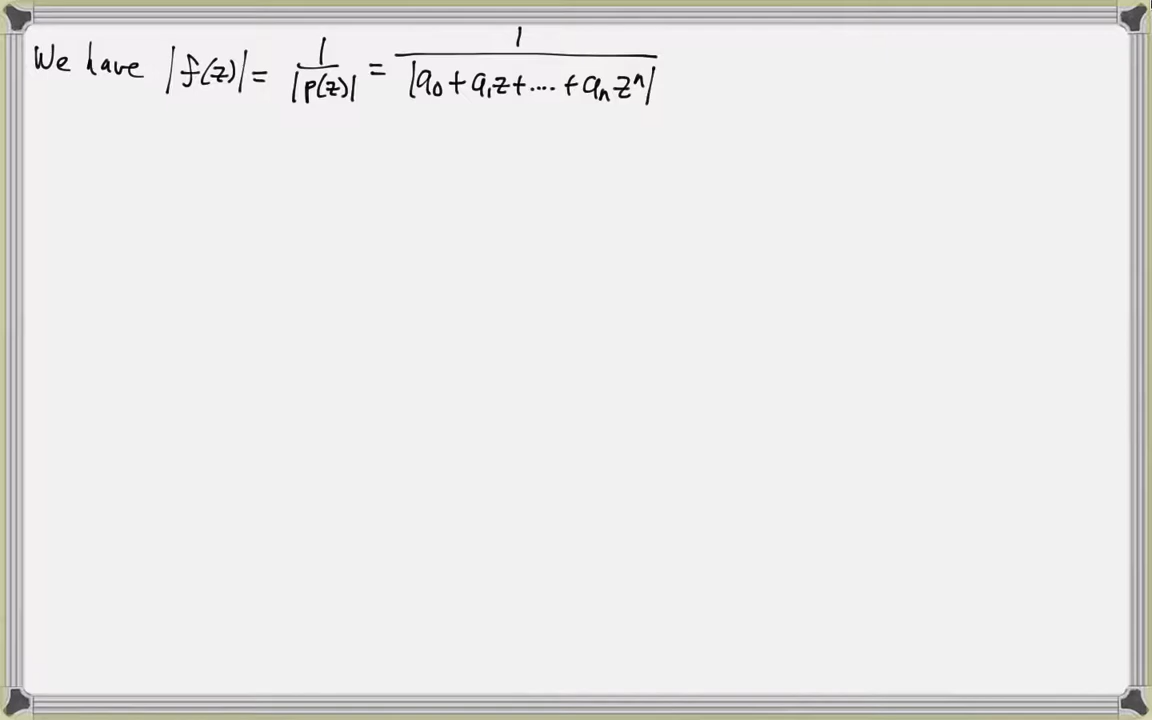 We have |f(z)| = 1/|p(z)| = 1/|a₀ + a₁z + .... + aₙzⁿ|